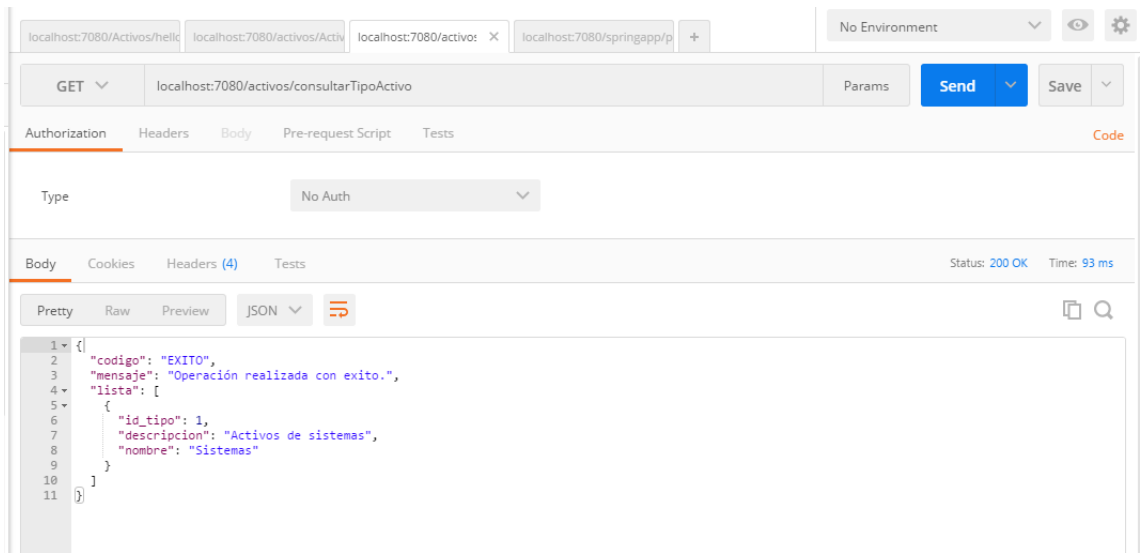 localhost:7080/Activos/hello localhost:7080/activos/Activ localhost:7080/activos localhost:7080/springapp/p + No Environment
GET localhost:7080/activos/consultarTipoActivo Params Send Save
Authorization Headers Body Pre-request Script Tests Code
Type No Auth
Body Cookies Headers (4) Tests Status: 200 OK Time: 93 ms
Pretty Raw Preview JSON
1 {
2 "codigo": "EXITO",
3 "mensaje": "Operación realizada con exito.",
4 "lista": [
5 {
6 "id_tipo": 1,
7 "descripcion": "Activos de sistemas",
8 "nombre": "Sistemas"
9 }
10 ]
11 }